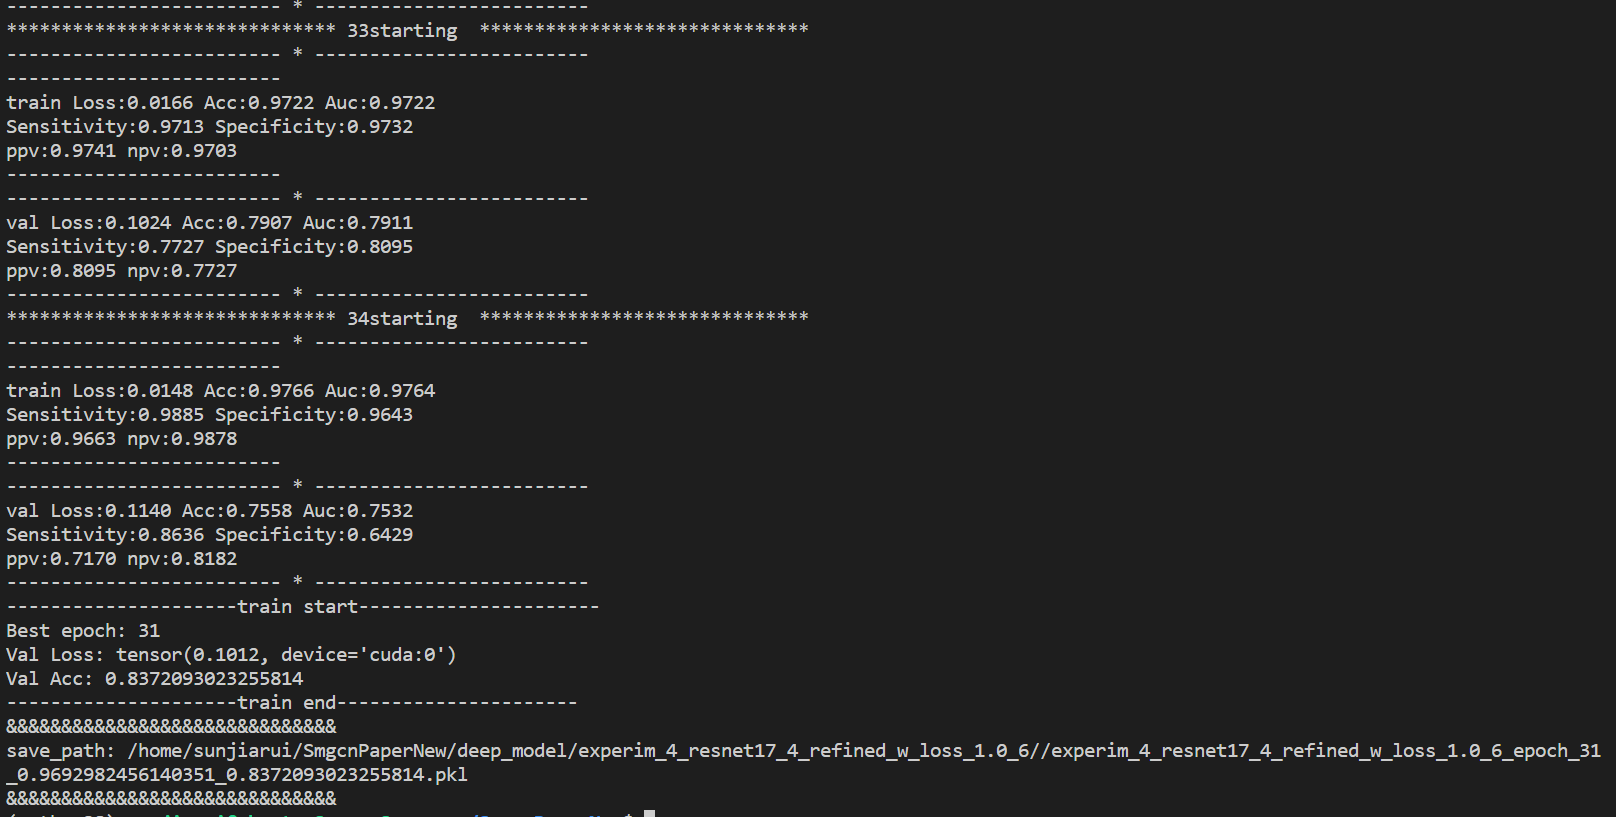 ------------------------- * -------------------------
****************************** 33starting  ******************************
------------------------- * -------------------------
-------------------------
train Loss:0.0166 Acc:0.9722 Auc:0.9722
Sensitivity:0.9713 Specificity:0.9732
ppv:0.9741 npv:0.9703
-------------------------
------------------------- * -------------------------
val Loss:0.1024 Acc:0.7907 Auc:0.7911
Sensitivity:0.7727 Specificity:0.8095
ppv:0.8095 npv:0.7727
------------------------- * -------------------------
****************************** 34starting  ******************************
------------------------- * -------------------------
-------------------------
train Loss:0.0148 Acc:0.9766 Auc:0.9764
Sensitivity:0.9885 Specificity:0.9643
ppv:0.9663 npv:0.9878
-------------------------
------------------------- * -------------------------
val Loss:0.1140 Acc:0.7558 Auc:0.7532
Sensitivity:0.8636 Specificity:0.6429
ppv:0.7170 npv:0.8182
------------------------- * -------------------------
---------------------train start----------------------
Best epoch: 31
Val Loss: tensor(0.1012, device='cuda:0')
Val Acc: 0.8372093023255814
---------------------train end----------------------
&&&&&&&&&&&&&&&&&&&&&&&&&&&&&&
save_path: /home/sunjiarui/SmgcnPaperNew/deep_model/experim_4_resnet17_4_refined_w_loss_1.0_6//experim_4_resnet17_4_refined_w_loss_1.0_6_epoch_31
_0.9692982456140351_0.8372093023255814.pkl
&&&&&&&&&&&&&&&&&&&&&&&&&&&&&&